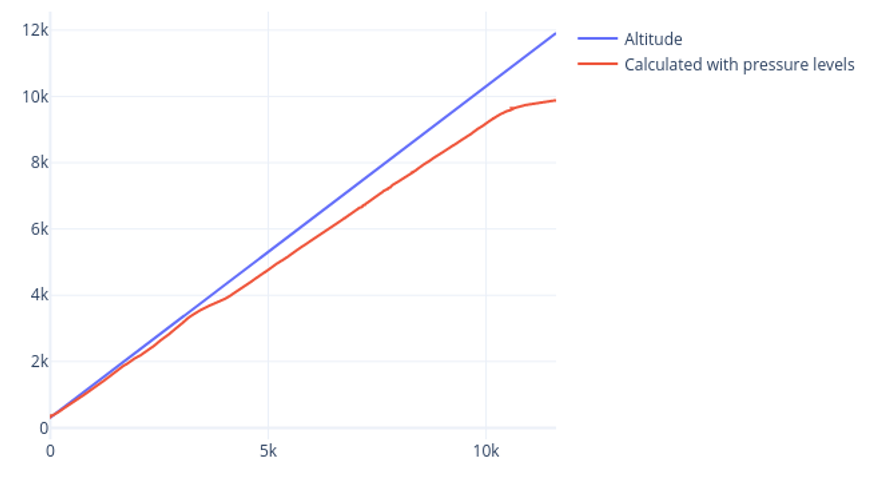 12k
10k
8k
6k
4k
2k
0
0
5k
10k
Altitude
Calculated with pressure levels